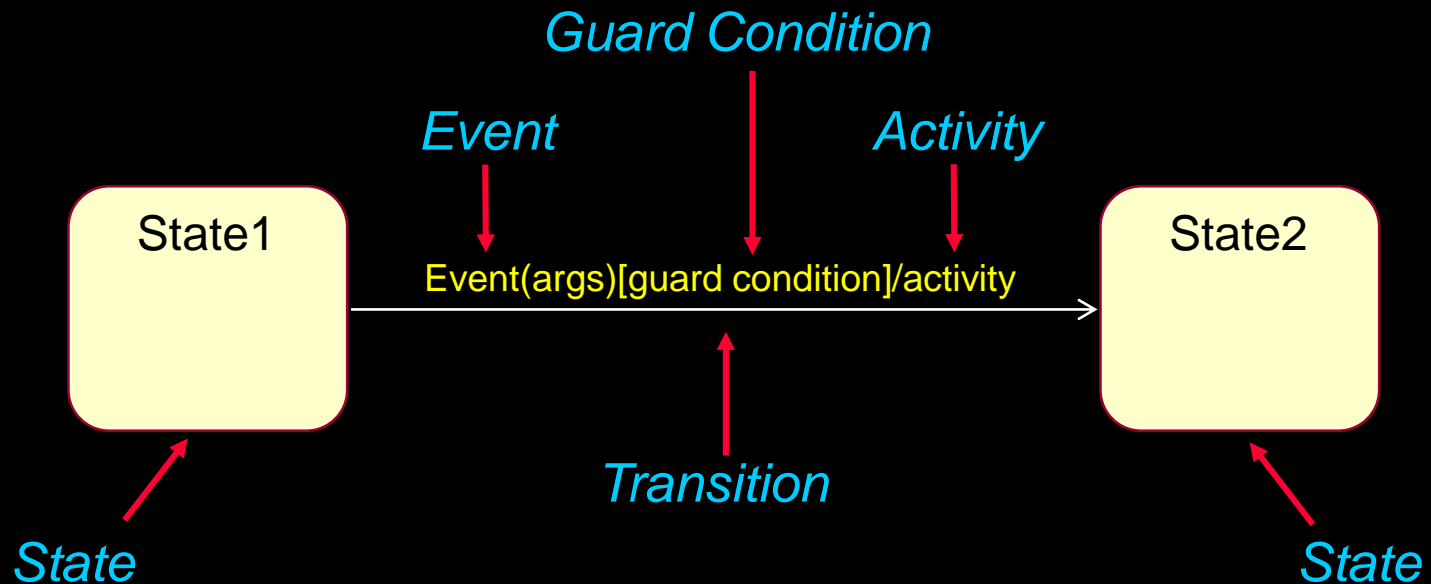 Guard Condition
Event
Activity
State1
Event(args)[guard condition]/activity
State2
Transition
State
State